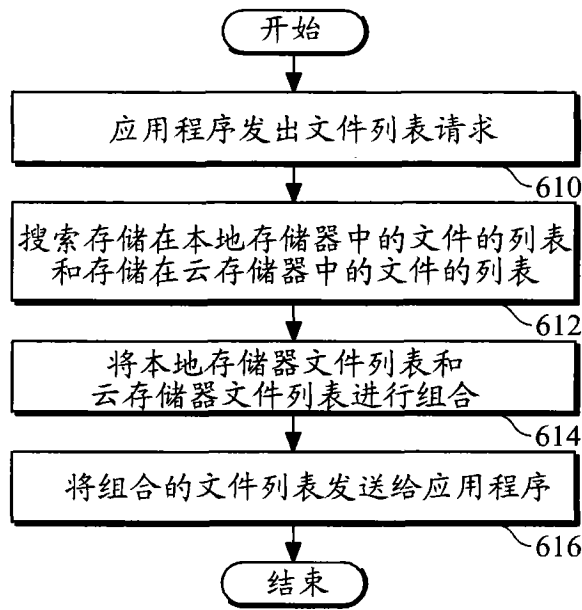 开始
应用程序发出文件列表请求
610
搜索存储在本地存储器中的文件的列表
和存储在云存储器中的文件的列表
612
将本地存储器文件列表和
云存储器文件列表进行组合
614
将组合的文件列表发送给应用程序
616
结束